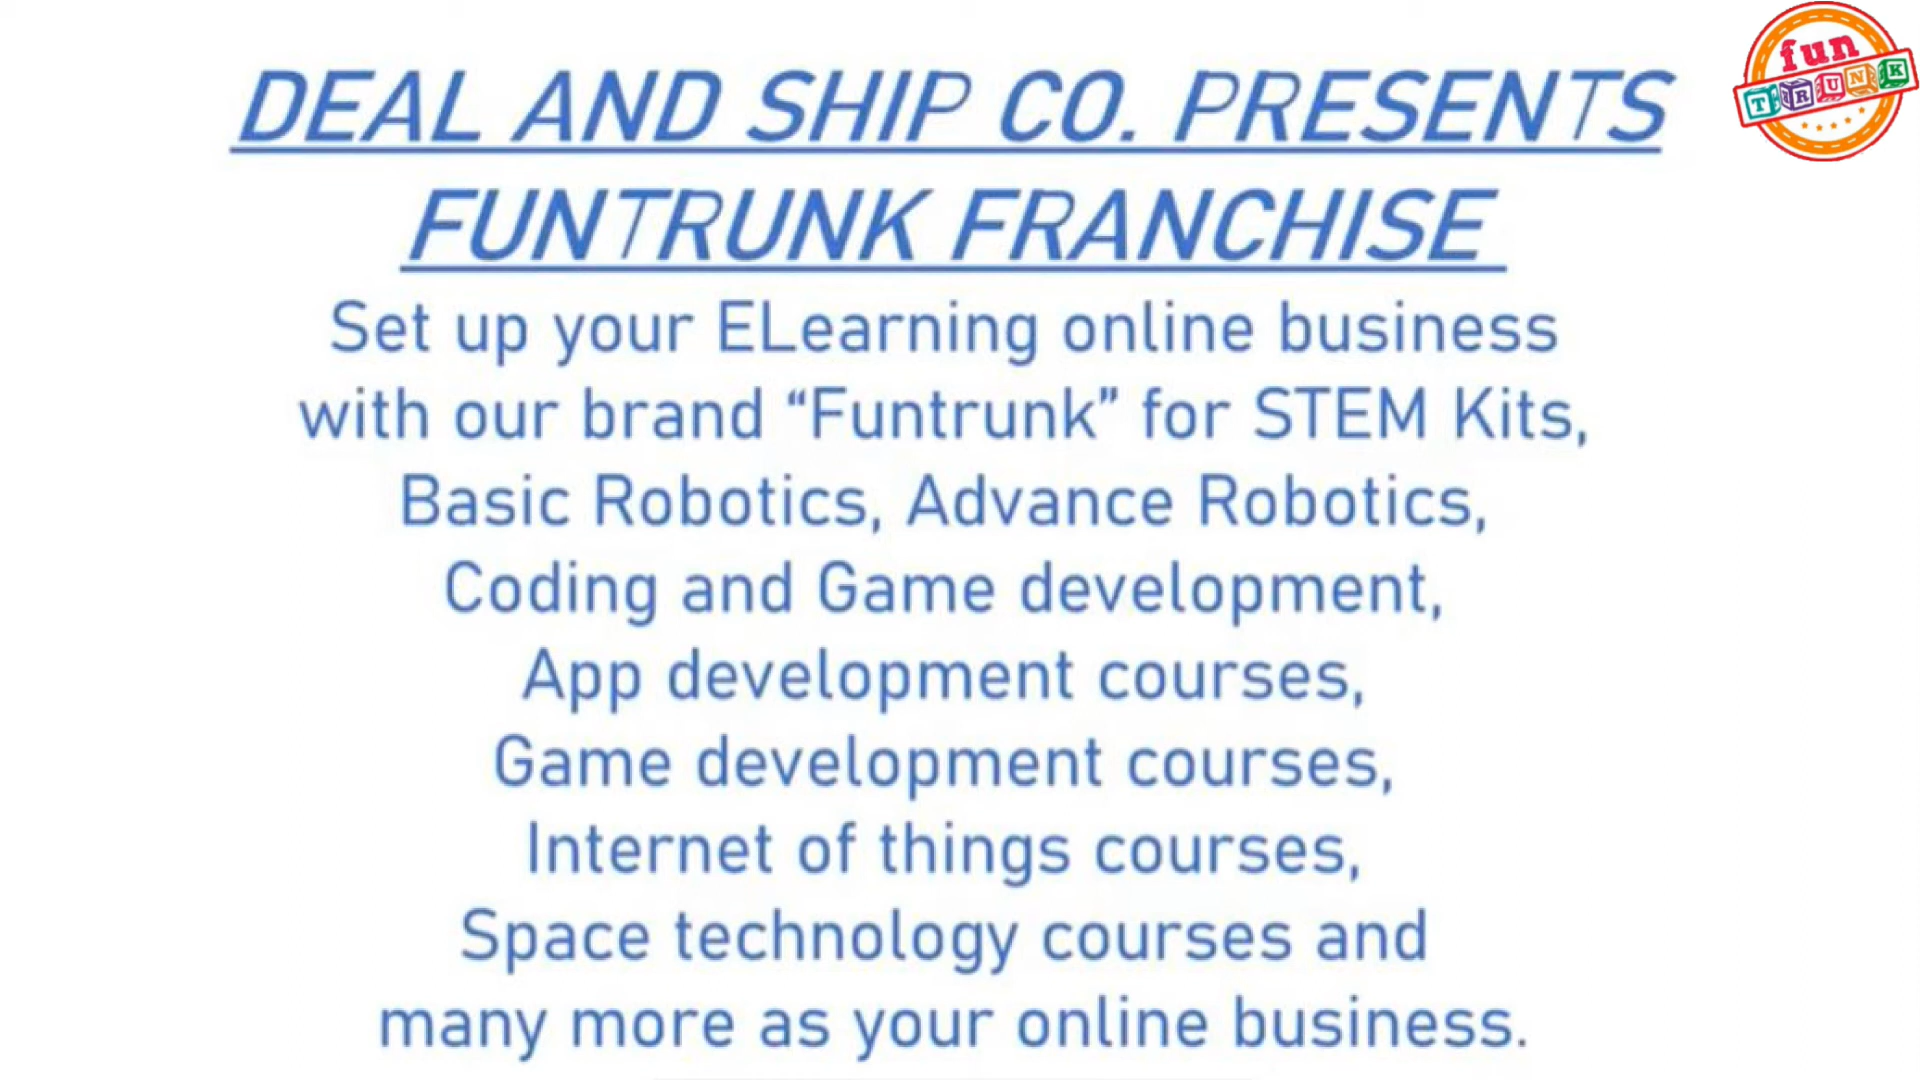 fun
TRUNK
DEAL AND SHIP CO. PRESENTS
FUNTRUNK FRANCHISE
Set up your ELearning online business
with our brand “Funtrunk” for STEM Kits,
Basic Robotics, Advance Robotics,
Coding and Game development,
App development courses,
Game development courses,
Internet of things courses,
Space technology courses and
many more as your online business.